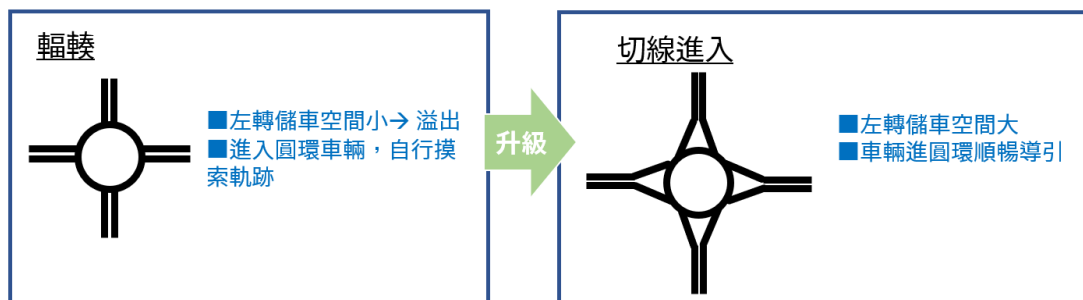 輻輳
■左轉儲車空間小→ 溢出
■進入圓環車輛，自行摸
索軌跡
升級
切線進入
■左轉儲車空間大
■車輛進圓環順暢導引